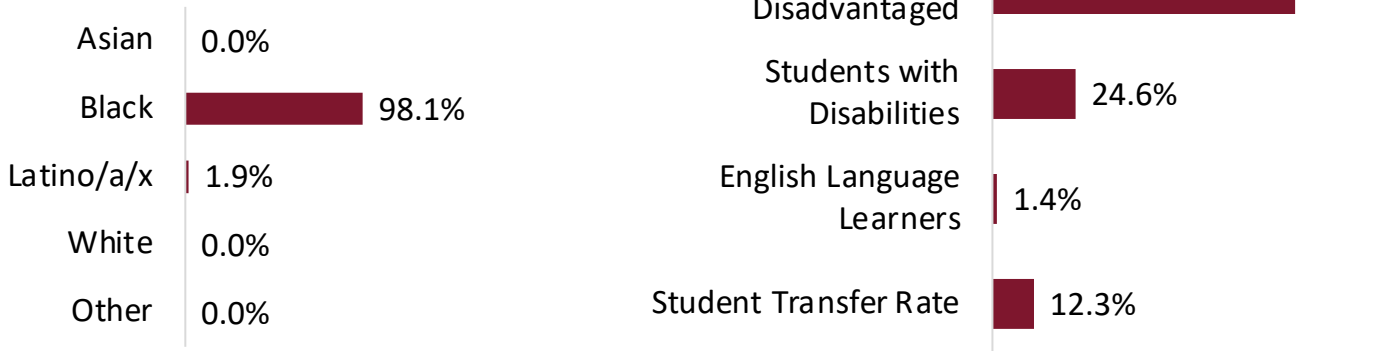 Asian 0.0%
Black 98.1%
Latino/a/x 1.9%
White 0.0%
Other 0.0%
Disadvantaged
Students with
Disabilities
24.6%
English Language
Learners
1.4%
Student Transfer Rate 12.3%